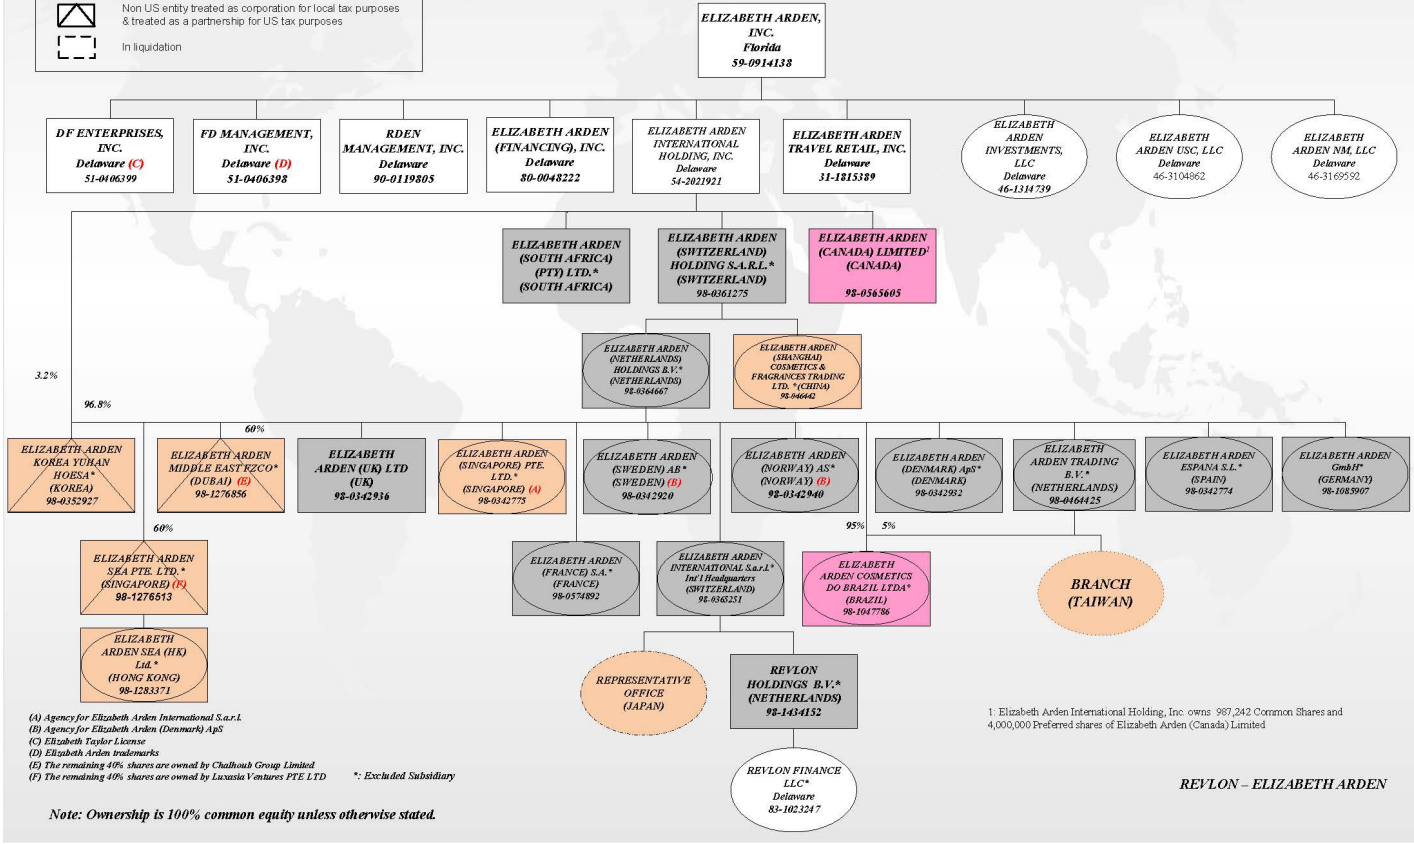 Non US entity treated as corporation for local tax purposes
& treated as a partnership for US tax purposes
In liquidation
ELIZABETH ARDEN,
INC.
Florida
59-0914138
DF ENTERPRISES,
INC.
Delaware (C)
51-0406399
FD MANAGEMENT,
INC.
Delaware (D)
51-0406398
RDEN
MANAGEMENT, INC.
Delaware
90-0119805
ELIZABETH ARDEN
(FINANCING), INC.
Delaware
80-0048222
ELIZABETH ARDEN
INTERNATIONAL
HOLDING, INC.
Delaware
54-2021921
ELIZABETH ARDEN
TRAVEL RETAIL, INC.
Delaware
31-1815389
ELIZABETH
ARDEN
INVESTMENTS,
LLC
Delaware
46-1314739
ELIZABETH
ARDEN USC, LLC
Delaware
46-3104862
ELIZABETH
ARDEN NM, LLC
Delaware
46-3169592
ELIZABETH ARDEN
(SOUTH AFRICA)
(PTY) LTD.*
(SOUTH AFRICA)
ELIZABETH ARDEN
(SWITZERLAND)
HOLDING S.A.R.L.*
(SWITZERLAND)
98-0361275
ELIZABETH ARDEN
(CANADA) LIMITED1
(CANADA)
98-0565605
ELIZABETH ARDEN
(NETHERLANDS)
HOLDINGS B.V.*
(NETHERLANDS)
98-0364667
ELIZABETH ARDEN
(SHANGHAI)
COSMETICS &
FRAGRANCES TRADING
LTD. *(CHINA)
98-046442
3.2%
96.8%
60%
ELIZABETH ARDEN
KOREA YUHAN
HOESA*
(KOREA)
98-0352927
ELIZABETH ARDEN
MIDDLE EAST FZCO*
(DUBAI) (E)
98-1276856
ELIZABETH
ARDEN (UK) LTD
(UK)
98-0342936
ELIZABETH ARDEN
(SINGAPORE) PTE.
LTD.*
(SINGAPORE) (A)
98-0342775
ELIZABETH ARDEN
(SWEDEN) AB*
(SWEDEN) (B)
98-0342920
ELIZABETH ARDEN
(NORWAY) AS*
(NORWAY) (B)
98-0342940
ELIZABETH ARDEN
(DENMARK) ApS*
(DENMARK)
98-0342932
ELIZABETH
ARDEN TRADING
B.V.*
(NETHERLANDS)
98-0464425
ELIZABETH ARDEN
ESPANA S.L.*
(SPAIN)
98-0342774
ELIZABETH ARDEN
GmbH*
(GERMANY)
98-1085907
60%
95%
5%
ELIZABETH ARDEN
SEA PTE. LTD.*
(SINGAPORE) (F)
98-1276513
ELIZABETH ARDEN
(FRANCE) S.A.*
(FRANCE)
98-0574892
ELIZABETH ARDEN
INTERNATIONAL S.a.r.l.*
Int'l Headquarters
(SWITZERLAND)
98-0365251
ELIZABETH
ARDEN COSMETICS
DO BRAZIL LTDA*
(BRAZIL)
98-1047786
BRANCH
(TAIWAN)
ELIZABETH
ARDEN SEA (HK)
Ltd.*
(HONG KONG)
98-1283371
REPRESENTATIVE
OFFICE
(JAPAN)
REVLON
HOLDINGS B.V.*
(NETHERLANDS)
98-1434152
REVLON FINANCE
LLC*
Delaware
83-1023247
(A) Agency for Elizabeth Arden International S.a.r.l.
(B) Agency for Elizabeth Arden (Denmark) ApS
(C) Elizabeth Taylor License
(D) Elizabeth Arden trademarks
(E) The remaining 40% shares are owned by Chalhoub Group Limited
(F) The remaining 40% shares are owned by Luxasia Ventures PTE LTD
*: Excluded Subsidiary
1: Elizabeth Arden International Holding, Inc. owns 987,242 Common Shares and
4,000,000 Preferred shares of Elizabeth Arden (Canada) Limited
REVLON – ELIZABETH ARDEN
Note: Ownership is 100% common equity unless otherwise stated.